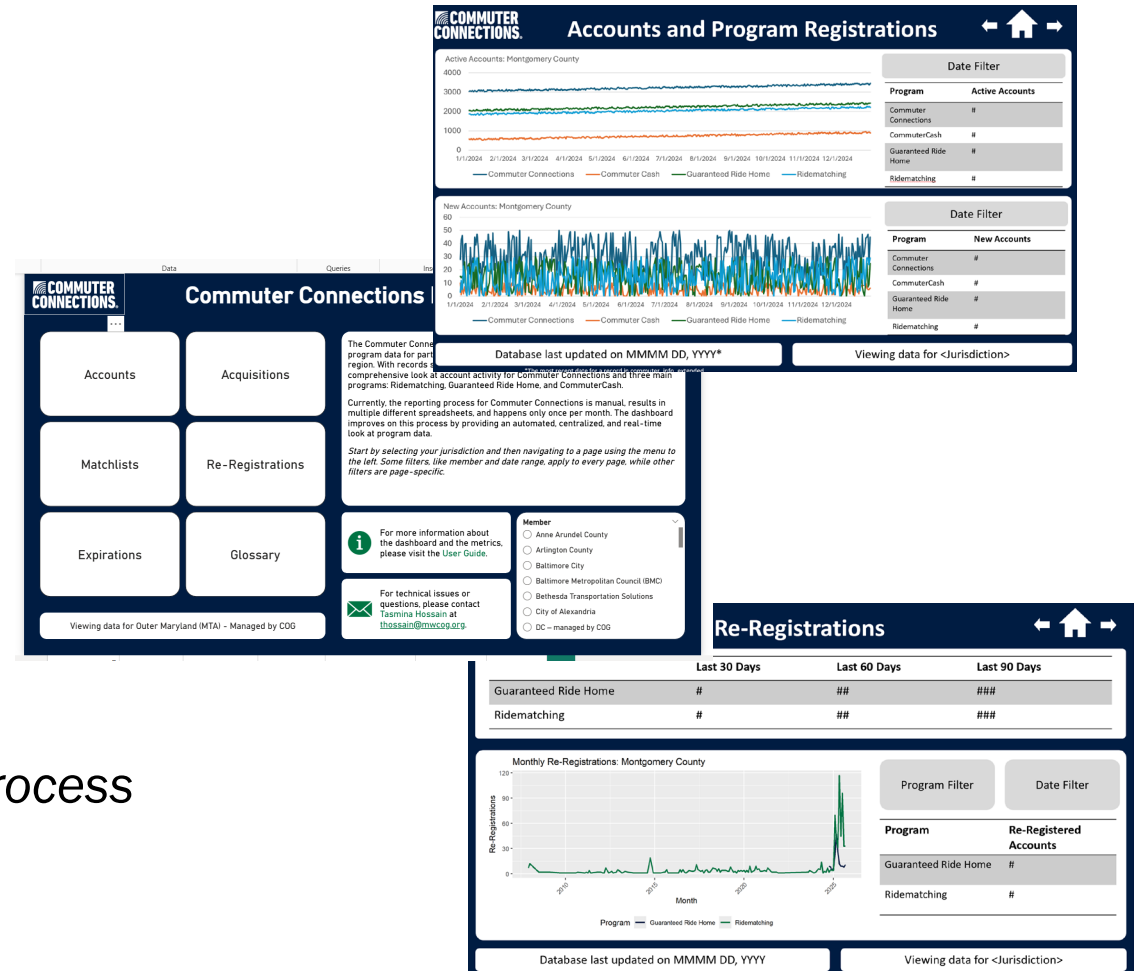 COMMUTER
CONNECTIONS.
Accounts and Program Registrations
Active Accounts: Montgomery County
4000
3000
2000
1000
0
1/1/2024 2/1/2024 3/1/2024 4/1/2024 5/1/2024 6/1/2024 7/1/2024 8/1/2024 9/1/2024 10/1/2024 11/1/2024 12/1/2024
Commuter Connections Commuter Cash Guaranteed Ride Home Ridematching
Date Filter
Program Active Accounts
Commuter
Connections #
CommuterCash #
Guaranteed Ride
Home #
Ridematching #
New Accounts: Montgomery County
60
50
40
30
20
10
0
1/1/2024 2/1/2024 3/1/2024 4/1/2024 5/1/2024 6/1/2024 7/1/2024 8/1/2024 9/1/2024 10/1/2024 11/1/2024 12/1/2024
Commuter Connections Commuter Cash Guaranteed Ride Home Ridematching
Date Filter
Program New Accounts
Commuter
Connections #
CommuterCash #
Guaranteed Ride
Home #
Ridematching #
Database last updated on MMMM DD, YYYY*
Viewing data for <Jurisdiction>
*The most recent date for a record in commuter_info_expanded
Data Queries Ins
COMMUTER
CONNECTIONS.
Commuter Connections
...
Accounts
Acquisitions
Matchlists
Re-Registrations
Expirations
Glossary
Viewing data for Outer Maryland (MTA) - Managed by COG
The Commuter Conne
program data for part
region. With records s
comprehensive look at account activity for Commuter Connections and three main
programs: Ridematching, Guaranteed Ride Home, and CommuterCash.
Currently, the reporting process for Commuter Connections is manual, results in
multiple different spreadsheets, and happens only once per month. The dashboard
improves on this process by providing an automated, centralized, and real-time
look at program data.
Start by selecting your jurisdiction and then navigating to a page using the menu to
the left. Some filters, like member and date range, apply to every page, while other
filters are page-specific.
For more information about
the dashboard and the metrics,
please visit the User Guide.
For technical issues or
questions, please contact
Tasmina Hossain at
thossain@mwcog.org.
Member
Anne Arundel County
Arlington County
Baltimore City
Baltimore Metropolitan Council (BMC)
Bethesda Transportation Solutions
City of Alexandria
DC – managed by COG
rocess
Re-Registrations
Last 30 Days Last 60 Days Last 90 Days
Guaranteed Ride Home # ## ###
Ridematching # ## ###
Monthly Re-Registrations: Montgomery County
Re-Registrations
120
90
60
30
0
2010 2015 2020 2025
Month
Program Guaranteed Ride Home Ridematching
Program Filter
Date Filter
Program Re-Registered
Accounts
Guaranteed Ride Home #
Ridematching #
Database last updated on MMMM DD, YYYY
Viewing data for <Jurisdiction>